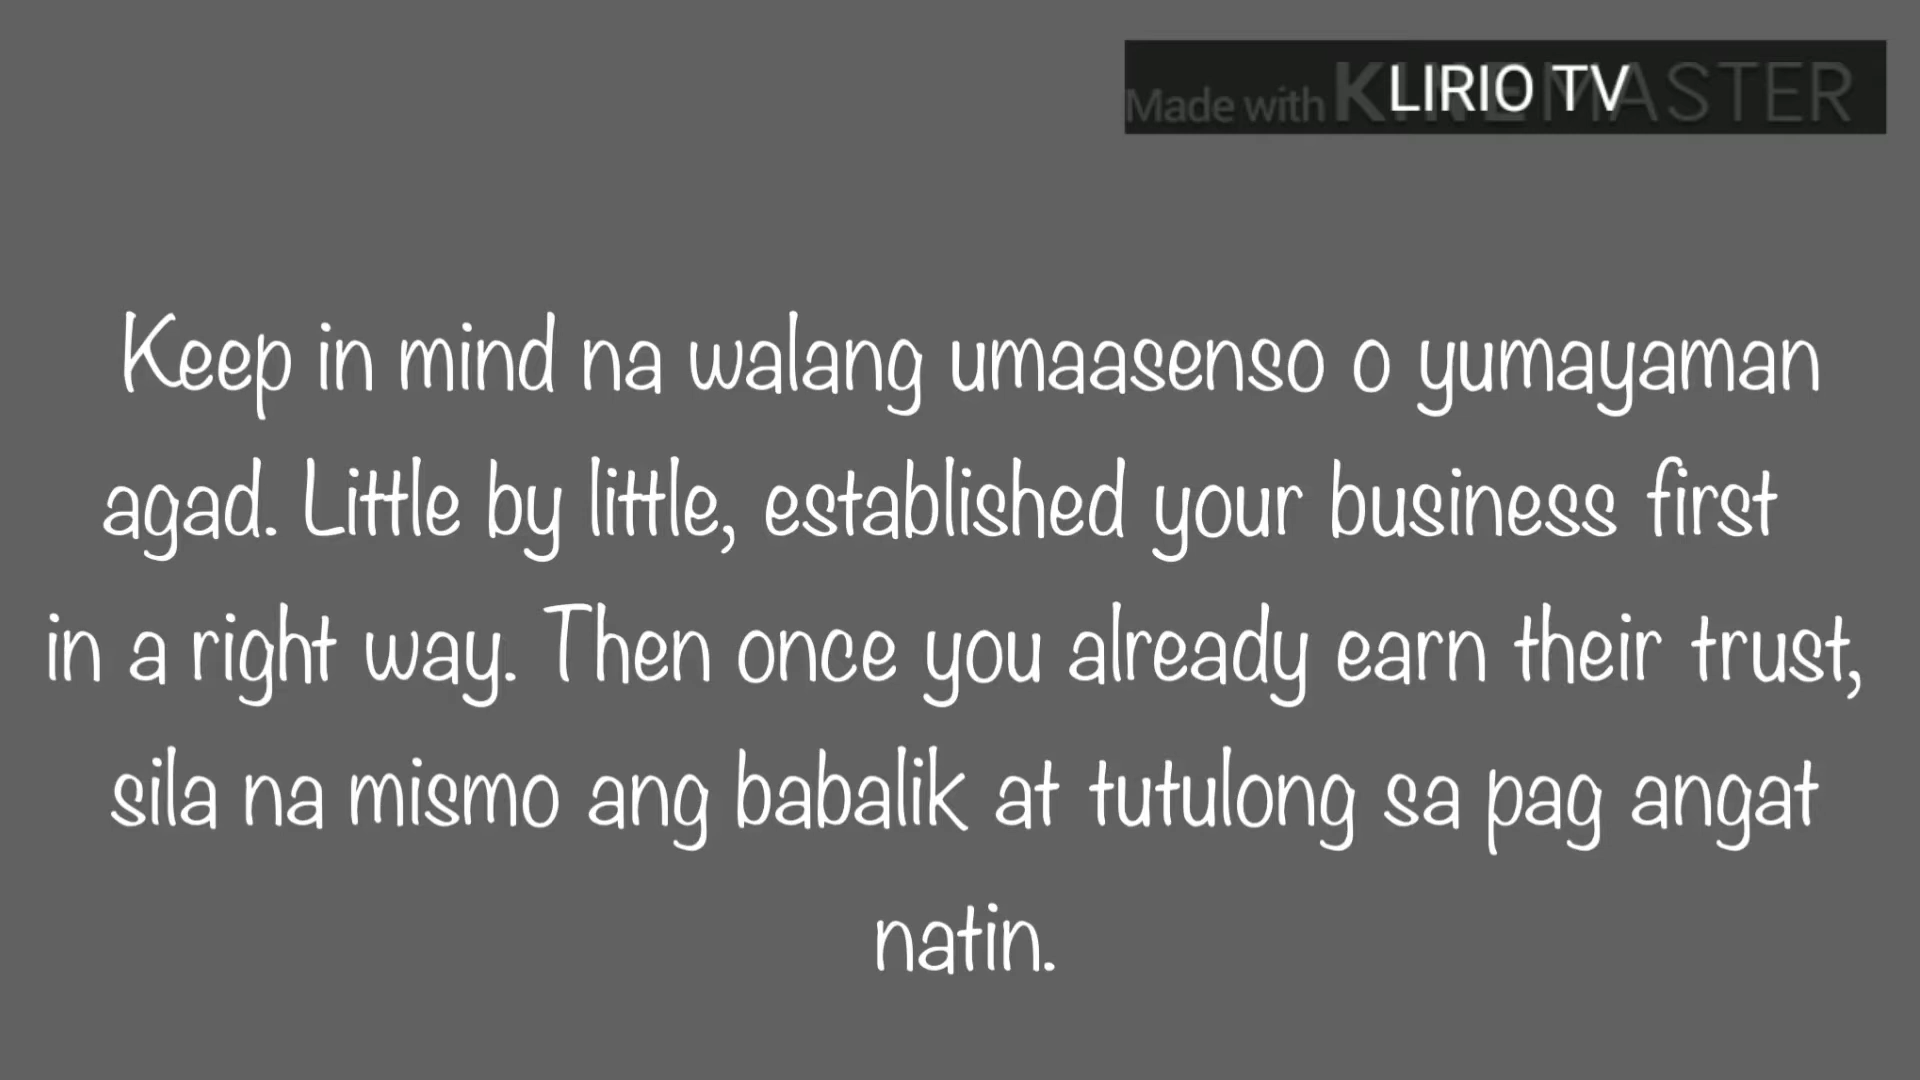 Made with KINEMASTER
LIRIO TV
Keep in mind na walang umaasenso o yumayaman
agad. Little by little, established your business first
in a right way. Then once you already earn their trust,
sila na mismo ang babalik at tutulong sa pag angat
natin.